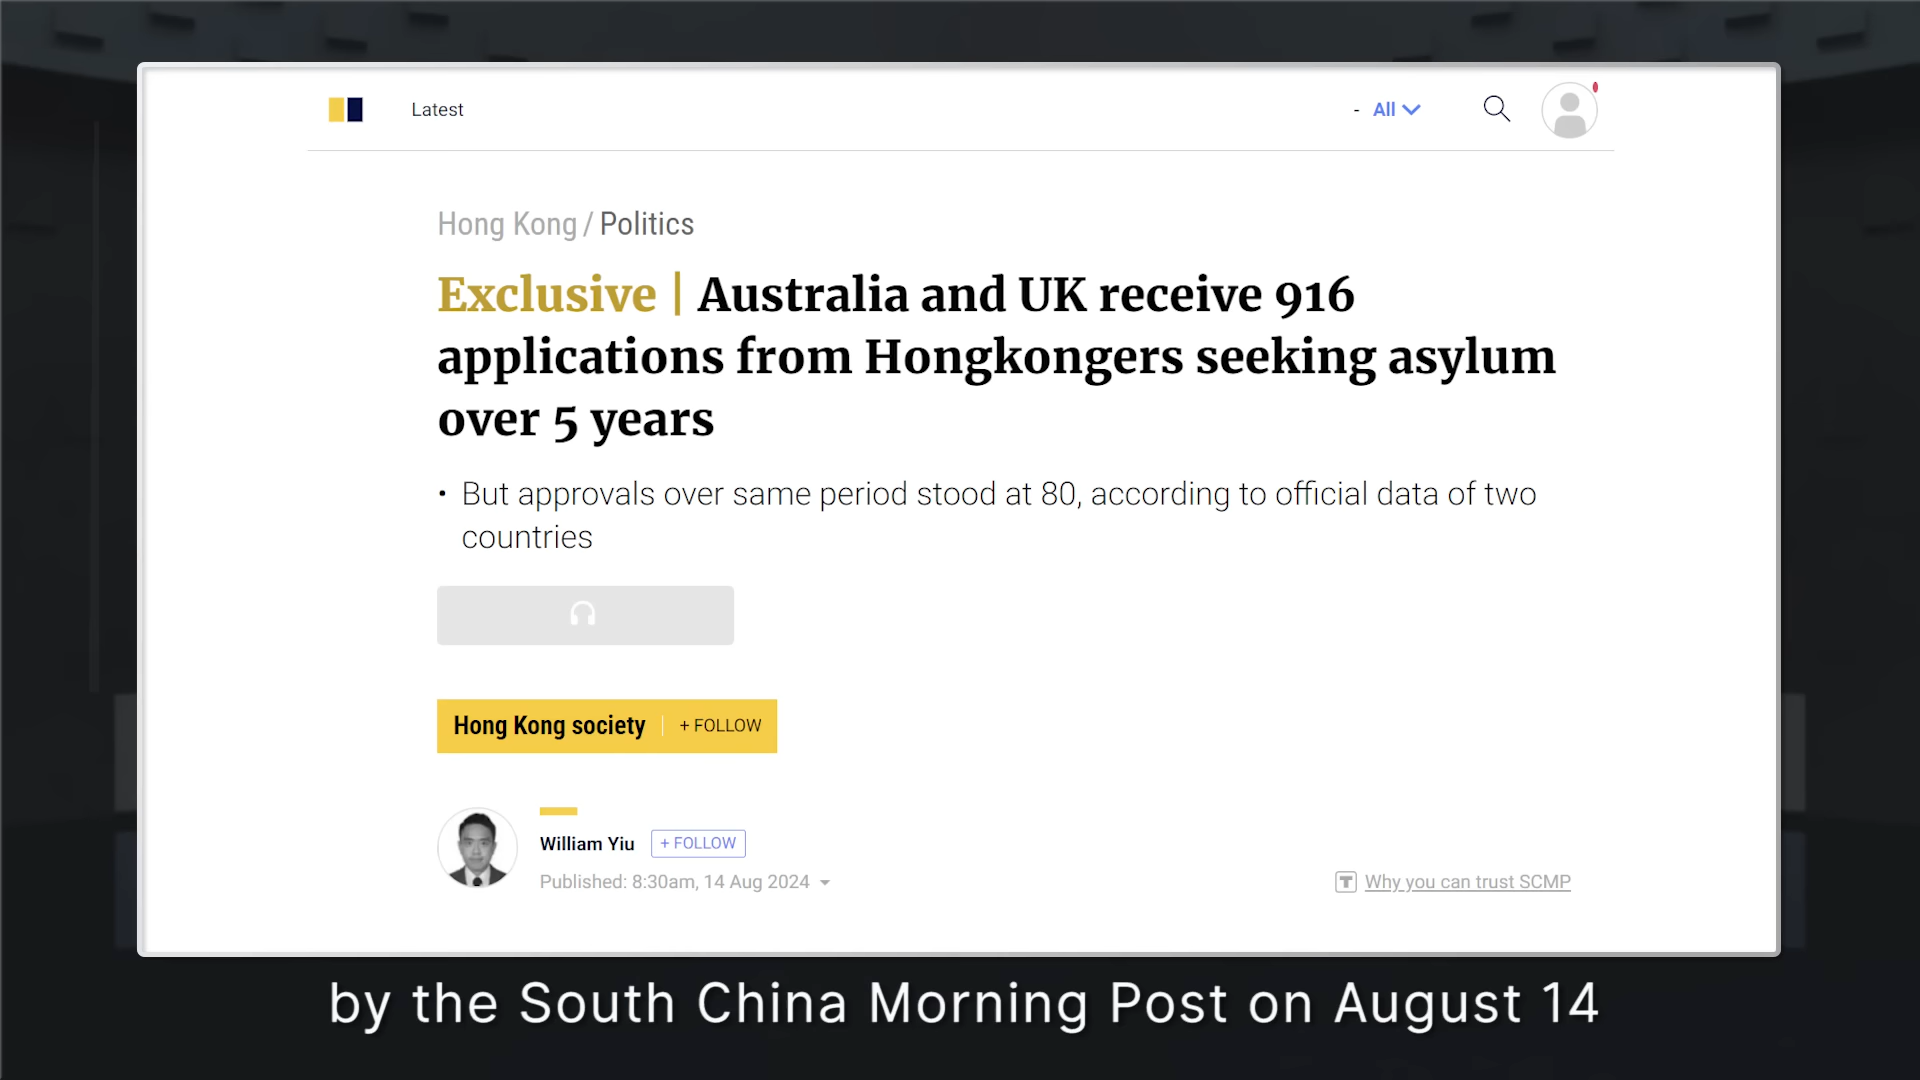 Latest
- All
Hong Kong / Politics
Exclusive | Australia and UK receive 916
applications from Hongkongers seeking asylum
over 5 years
• But approvals over same period stood at 80, according to official data of two
countries
Hong Kong society | + FOLLOW
William Yiu + FOLLOW
Published: 8:30am, 14 Aug 2024
T Why you can trust SCMP
by the South China Morning Post on August 14